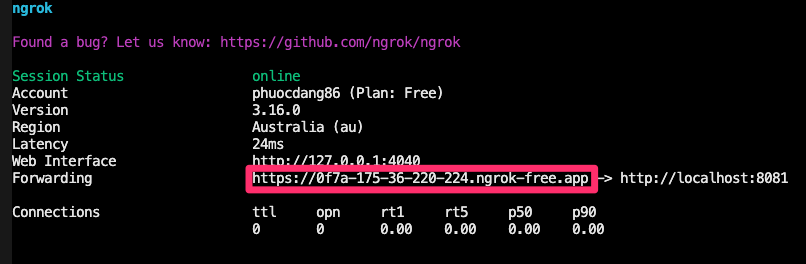 ngrok
Found a bug? Let us know: https://github.com/ngrok/ngrok
Session Status online
Account phuocdang86 (Plan: Free)
Version 3.16.0
Region Australia (au)
Latency 24ms
Web Interface http://127.0.0.1:4040
Forwarding https://0f7a-175-36-220-224.ngrok-free.app -> http://localhost:8081
Connections ttl opn rt1 rt5 p50 p90
0 0 0.00 0.00 0.00 0.00